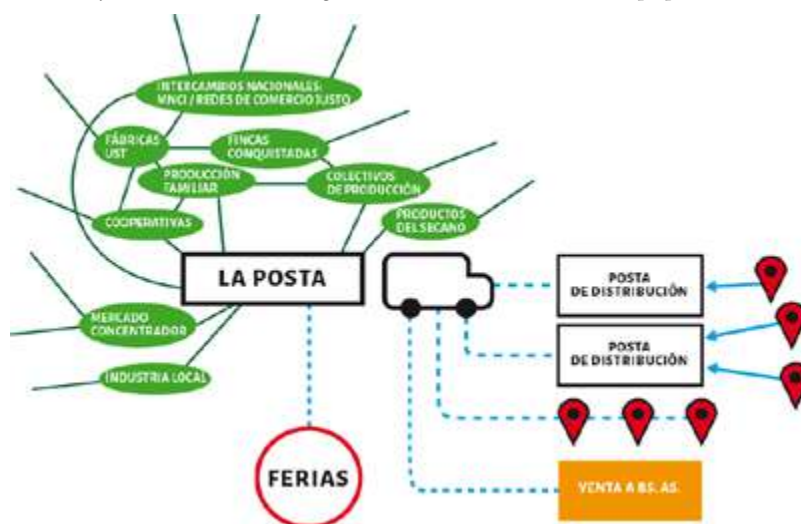 INTERCAMBIOS NACIONALES:
MNCI / REDES DE COMERCIO JUSTO
FÁBRICAS
UST
FINCAS
CONQUISTADAS
PRODUCCIÓN
FAMILIAR
COLECTIVOS
DE PRODUCCIÓN
COOPERATIVAS
PRODUCTOS
DEL SECANO
LA POSTA
POSTA
DE DISTRIBUCIÓN
MERCADO
CONCENTRADOR
POSTA
DE DISTRIBUCIÓN
INDUSTRIA LOCAL
FERIAS
VENTA A BS. AS.